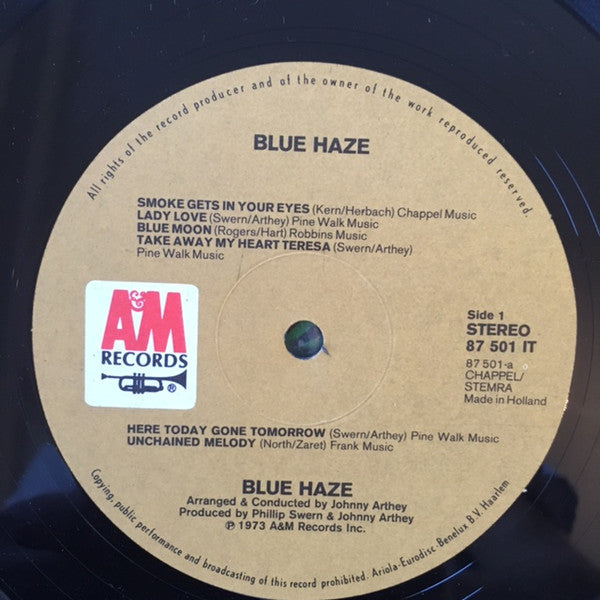 All rights of the record producer and of the owner of the work reproduced reserved.
BLUE HAZE
SMOKE GETS IN YOUR EYES (Kern/Herbach) Chappel Music
LADY LOVE (Swern/Arthey) Pine Walk Music
BLUE MOON (Rogers/Hart) Robbins Music
TAKE AWAY MY HEART TERESA (Swern/Arthey)
Pine Walk Music
A&M
RECORDS
®
Side 1
STEREO
87 501 IT
87 501-a
CHAPPEL/
STEMRA
Made in Holland
HERE TODAY GONE TOMORROW (Swern/Arthey) Pine Walk Music
UNCHAINED MELODY (North/Zaret) Frank Music
BLUE HAZE
Arranged & Conducted by Johnny Arthey
Produced by Phillip Swern & Johnny Arthey
℗ 1973 A&M Records Inc.
Copying, public performance and broadcasting of this record prohibited. Ariola-Eurodisc-Benelux B.V. Haarlem